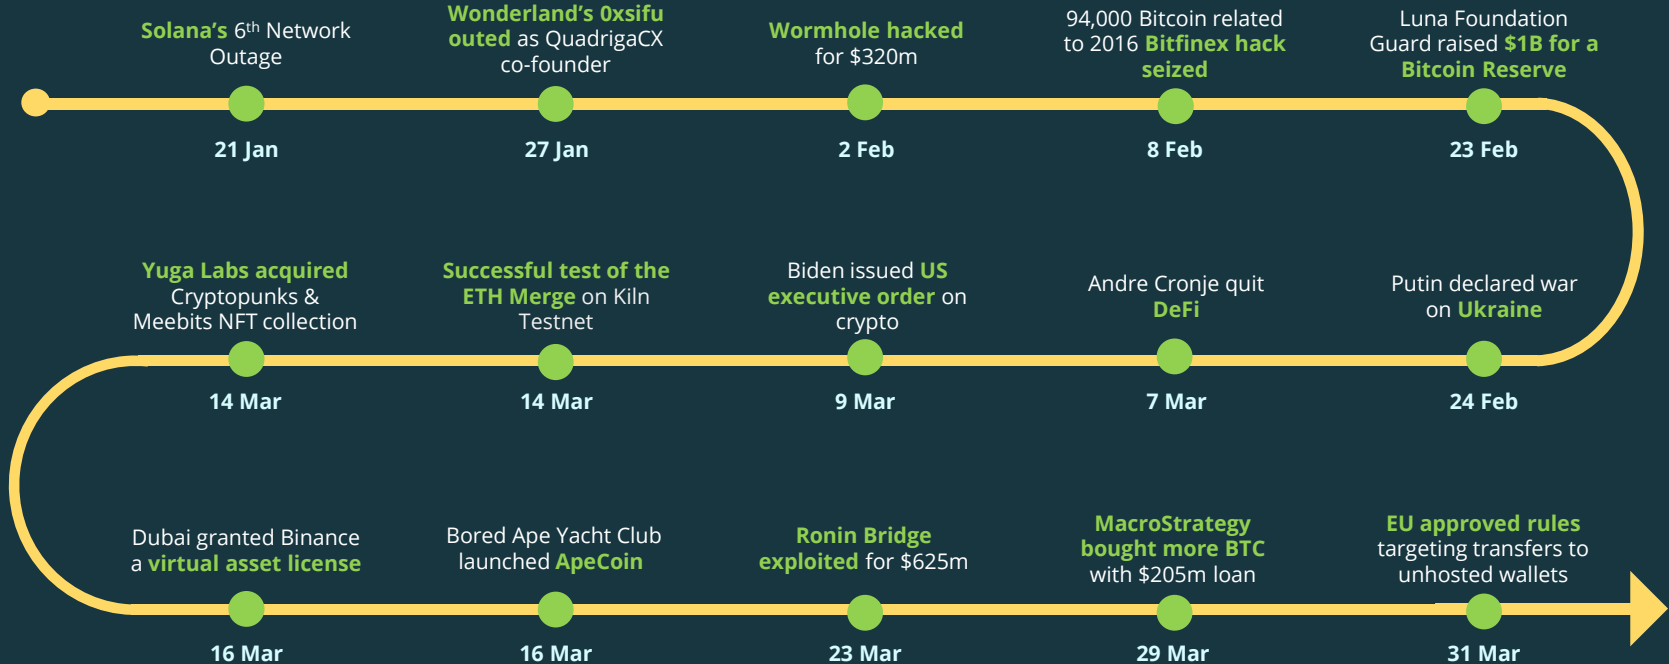 Solana's 6th Network
Outage
21 Jan
Wonderland's 0xsifu
outed as QuadrigaCX
co-founder
27 Jan
Wormhole hacked
for $320m
2 Feb
94,000 Bitcoin related
to 2016 Bitfinex hack
seized
8 Feb
Luna Foundation
Guard raised $1B for a
Bitcoin Reserve
23 Feb
Putin declared war
on Ukraine
24 Feb
Andre Cronje quit
DeFi
7 Mar
Biden issued US
executive order on
crypto
9 Mar
Successful test of the
ETH Merge on Kiln
Testnet
14 Mar
Yuga Labs acquired
Cryptopunks &
Meebits NFT collection
14 Mar
Dubai granted Binance
a virtual asset license
16 Mar
Bored Ape Yacht Club
launched ApeCoin
16 Mar
Ronin Bridge
exploited for $625m
23 Mar
MacroStrategy
bought more BTC
with $205m loan
29 Mar
EU approved rules
targeting transfers to
unhosted wallets
31 Mar